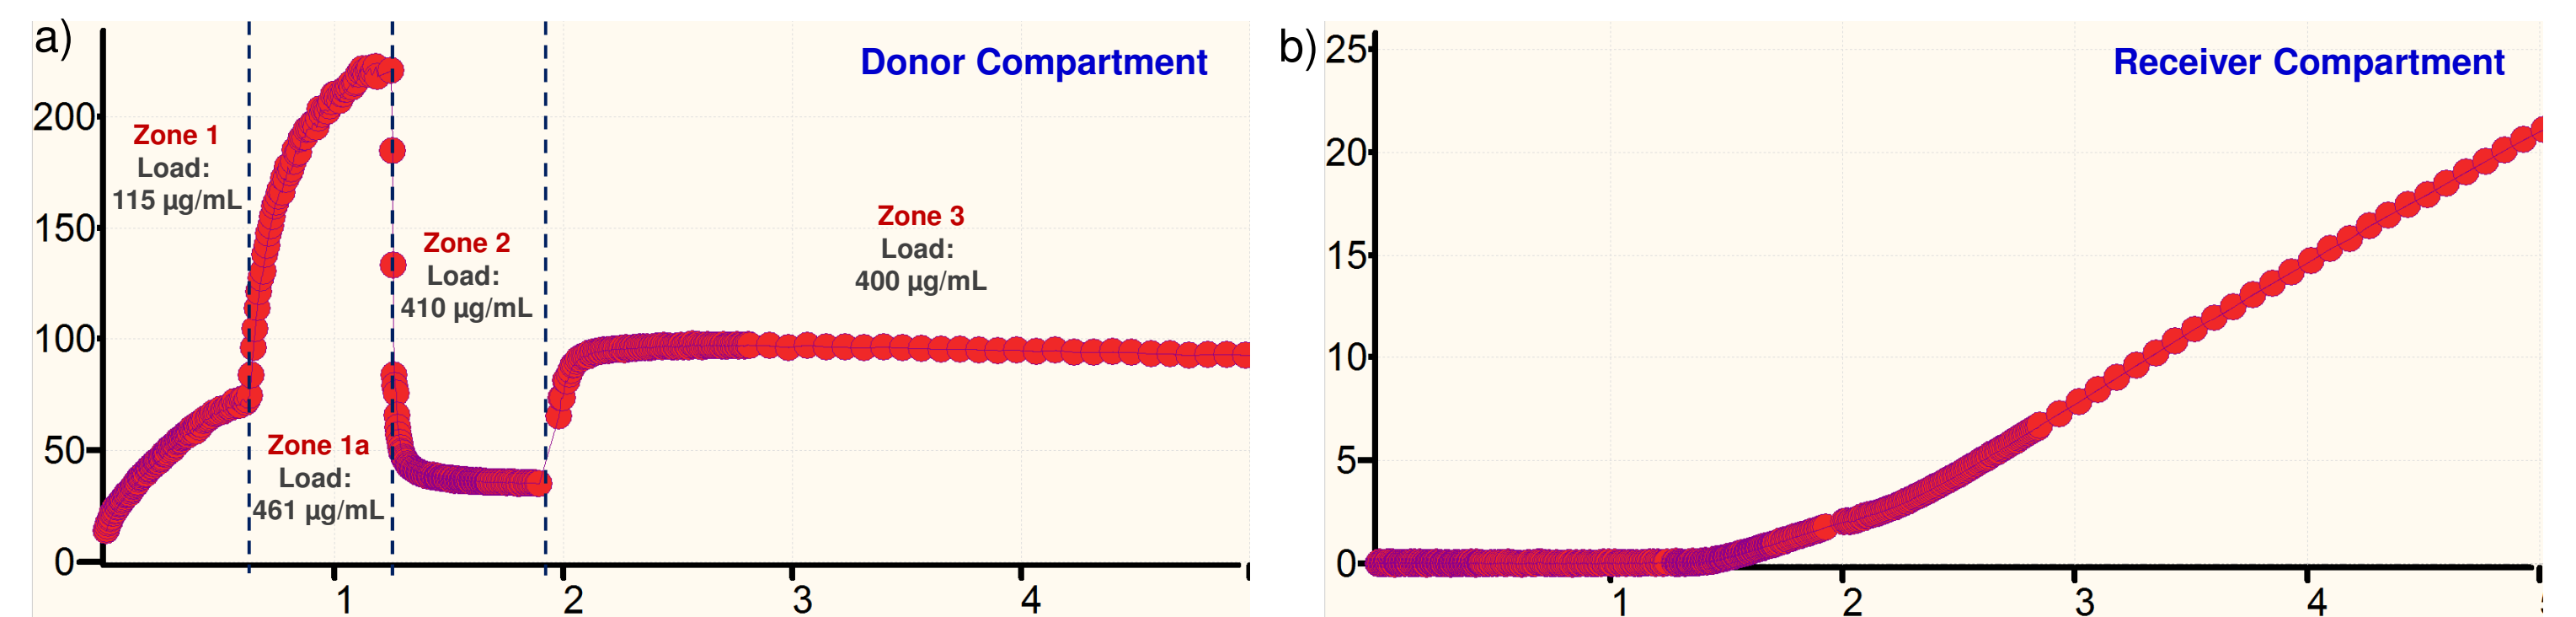 a)
Donor Compartment
200
150
100
50
0
Zone 1
Load:
115 µg/mL
Zone 1a
Load:
461 µg/mL
Zone 2
Load:
410 µg/mL
Zone 3
Load:
400 µg/mL
1
2
3
4
b)
Receiver Compartment
25
20
15
10
5
0
1
2
3
4